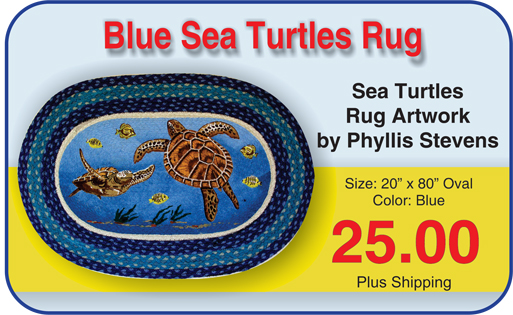 Blue Sea Turtles Rug
Sea Turtles
Rug Artwork
by Phyllis Stevens
Size: 20” x 80” Oval
Color: Blue
25.00
Plus Shipping